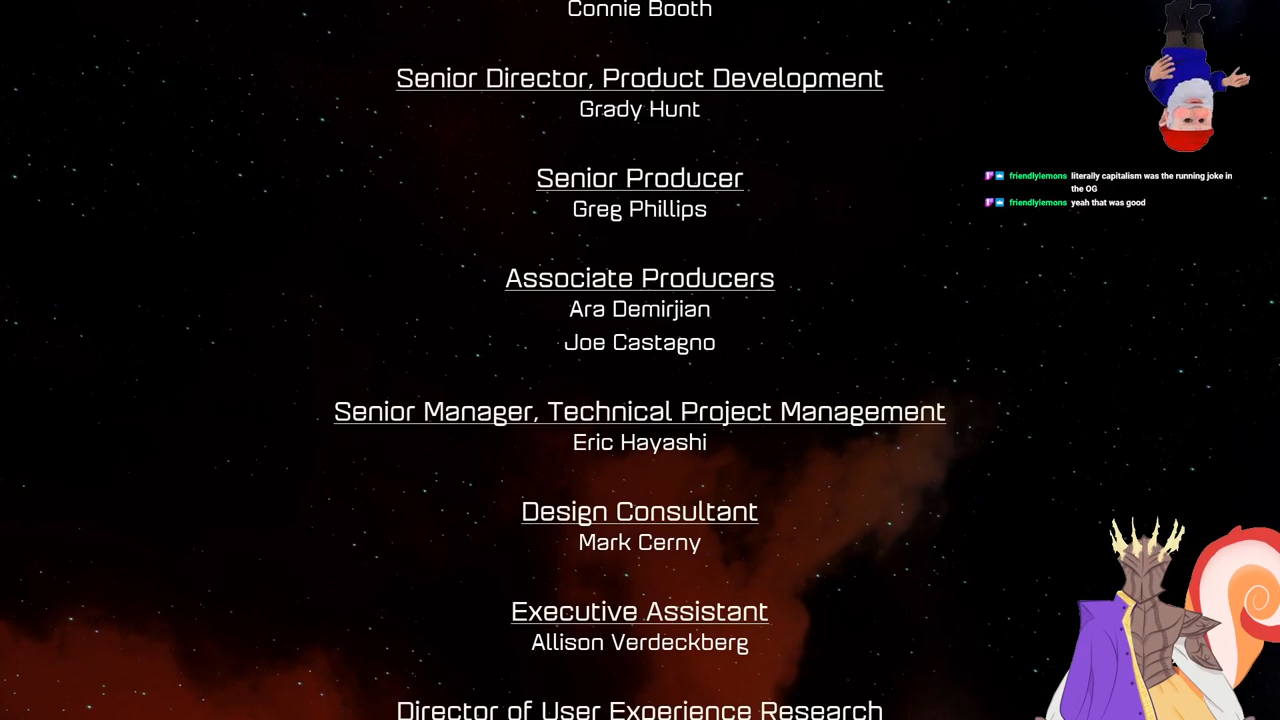 Connie Booth
Senior Director, Product Development
Grady Hunt
Senior Producer
Greg Phillips
Associate Producers
Ara Demirjian
Joe Castagno
Senior Manager, Technical Project Management
Eric Hayashi
Design Consultant
Mark Cerny
Executive Assistant
Allison Verdeckberg
Director of User Experience Research
friendlylemons literally capitalism was the running joke in
the OG
friendlylemons yeah that was good